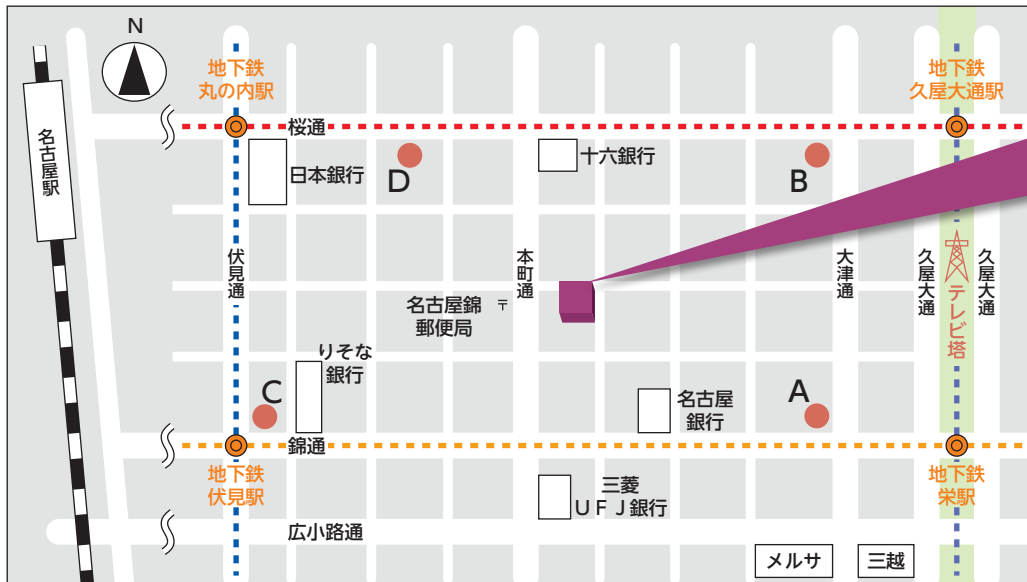 N
地下鉄
丸の内駅
地下鉄
久屋大通駅
桜通
名古屋駅
日本銀行
D
十六銀行
B
伏見通
本町通
大津通
久屋大通
久屋大通
テレビ塔
名古屋錦
郵便局
〒
りそな
銀行
C
名古屋
銀行
A
錦通
地下鉄
伏見駅
地下鉄
栄駅
三菱
UFJ銀行
広小路通
メルサ
三越